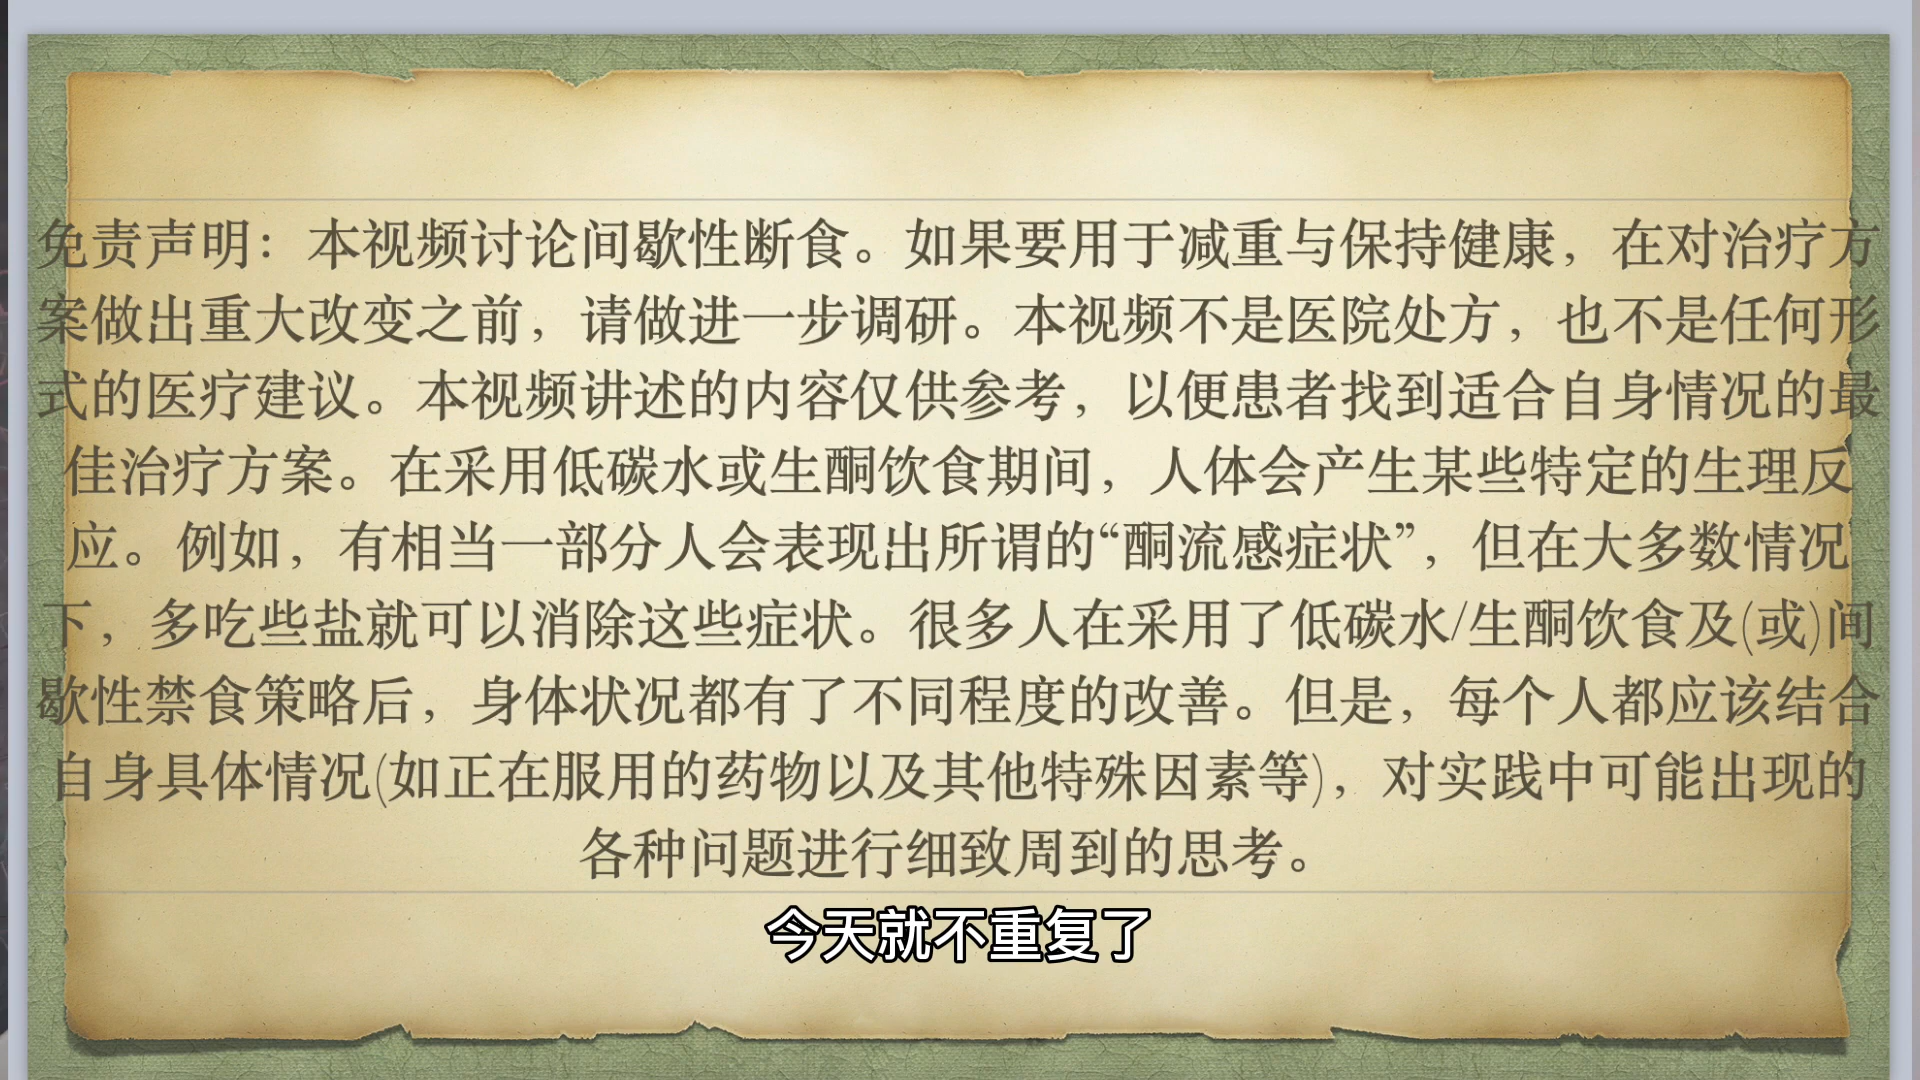 免责声明：本视频讨论间歇性断食。如果要用于减重与保持健康，在对治疗方
案做出重大改变之前，请做进一步调研。本视频不是医院处方，也不是任何形
式的医疗建议。本视频讲述的内容仅供参考，以便患者找到适合自身情况的最
佳治疗方案。在采用低碳水或生酮饮食期间，人体会产生某些特定的生理反
应。例如，有相当一部分人会表现出所谓的“酮流感症状”，但在大多数情况
下，多吃些盐就可以消除这些症状。很多人在采用了低碳水/生酮饮食及(或)间
歇性禁食策略后，身体状况都有了不同程度的改善。但是，每个人都应该结合
自身具体情况(如正在服用的药物以及其他特殊因素等)，对实践中可能出现的
各种问题进行细致周到的思考。
今天就不重复了